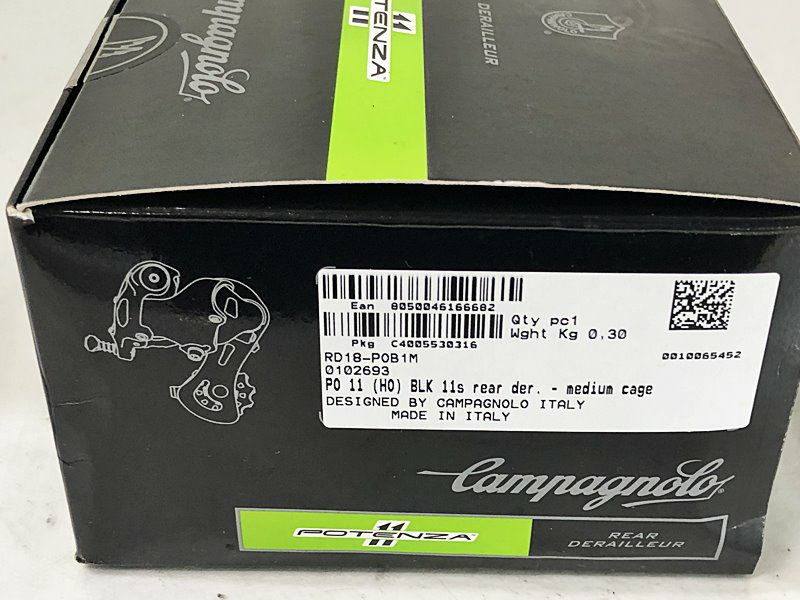 Campagnolo
POTENZA
11
DERAILLEUR
Ean 8050046166682
Qty pc1
Pkg C4005530316
Wght Kg 0,30
0010065452
RD18-POB1M
0102693
PO 11 (HO) BLK 11s rear der. - medium cage
DESIGNED BY CAMPAGNOLO ITALY
MADE IN ITALY
Campagnolo
POTENZA
11
REAR
DERAILLEUR